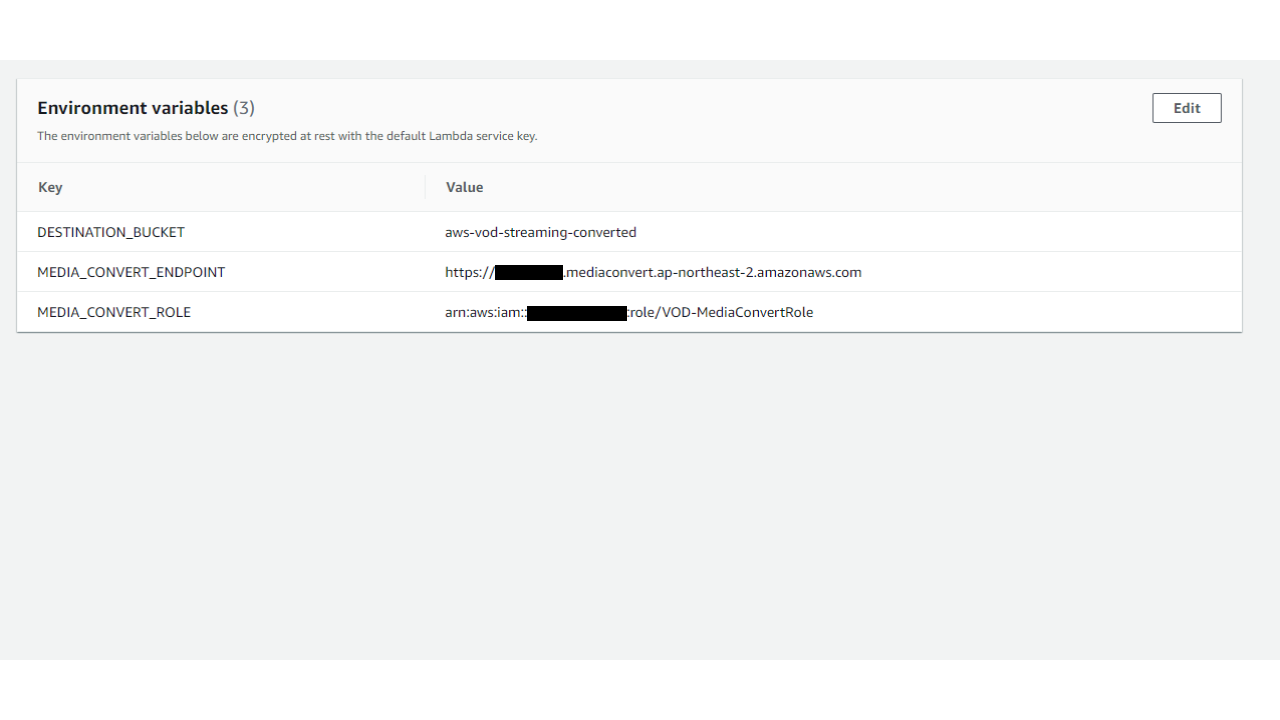 Environment variables (3)
Edit
The environment variables below are encrypted at rest with the default Lambda service key.
Key Value
DESTINATION_BUCKET aws-vod-streaming-converted
MEDIA_CONVERT_ENDPOINT https://.mediaconvert.ap-northeast-2.amazonaws.com
MEDIA_CONVERT_ROLE arn:aws:iam:::role/VOD-MediaConvertRole